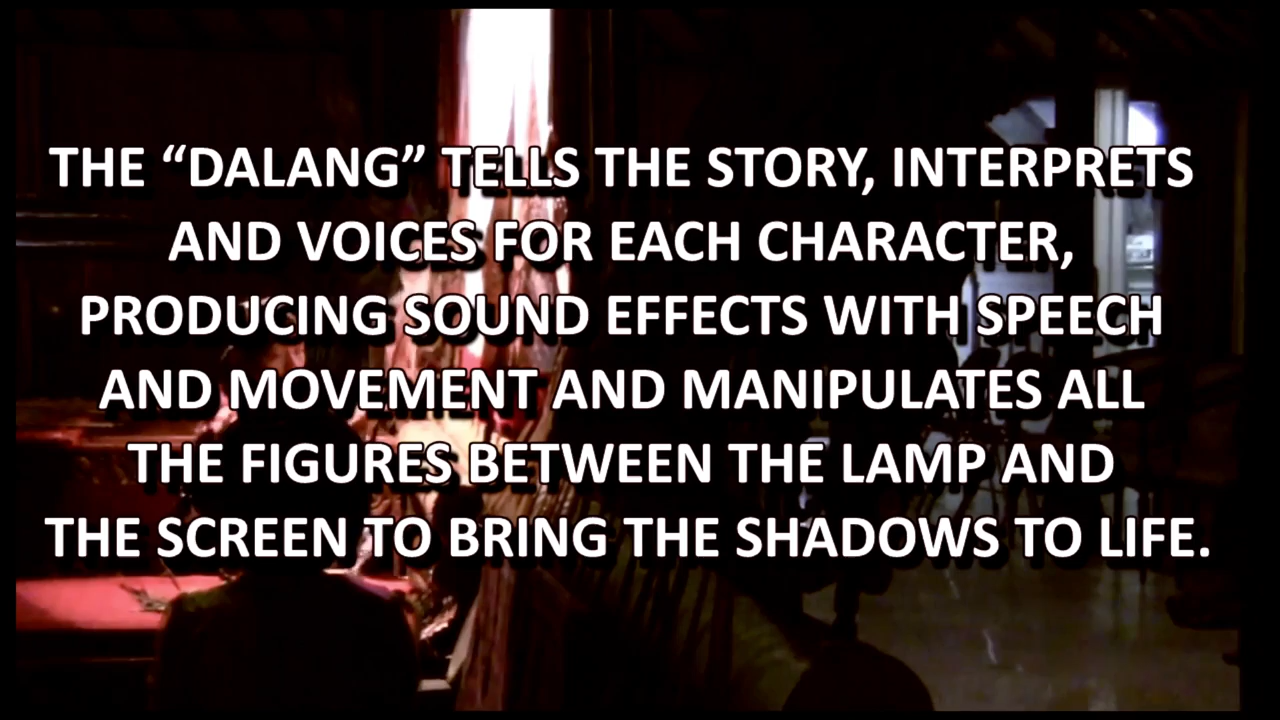 THE “DALANG” TELLS THE STORY, INTERPRETS
AND VOICES FOR EACH CHARACTER,
PRODUCING SOUND EFFECTS WITH SPEECH
AND MOVEMENT AND MANIPULATES ALL
THE FIGURES BETWEEN THE LAMP AND
THE SCREEN TO BRING THE SHADOWS TO LIFE.